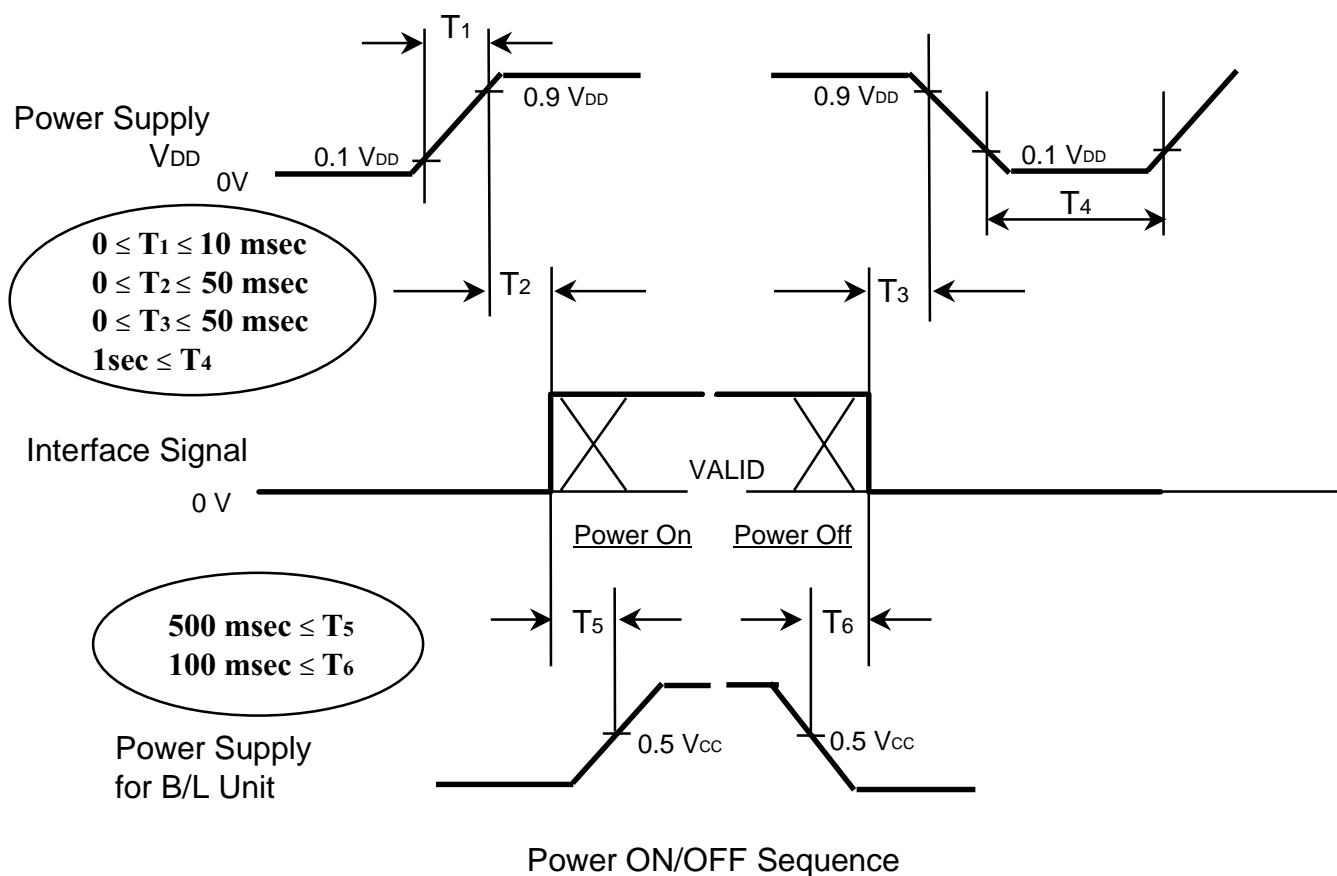 T1
0.9 VDD
0.9 VDD
Power Supply
VDD
0.1 VDD
0.1 VDD
0V
T4
0 ≤ T1 ≤ 10 msec
0 ≤ T2 ≤ 50 msec
0 ≤ T3 ≤ 50 msec
1sec ≤ T4
T2
T3
Interface Signal
VALID
0 V
Power On
Power Off
500 msec ≤ T5
100 msec ≤ T6
T5
T6
Power Supply
for B/L Unit
0.5 VCC
0.5 VCC
Power ON/OFF Sequence